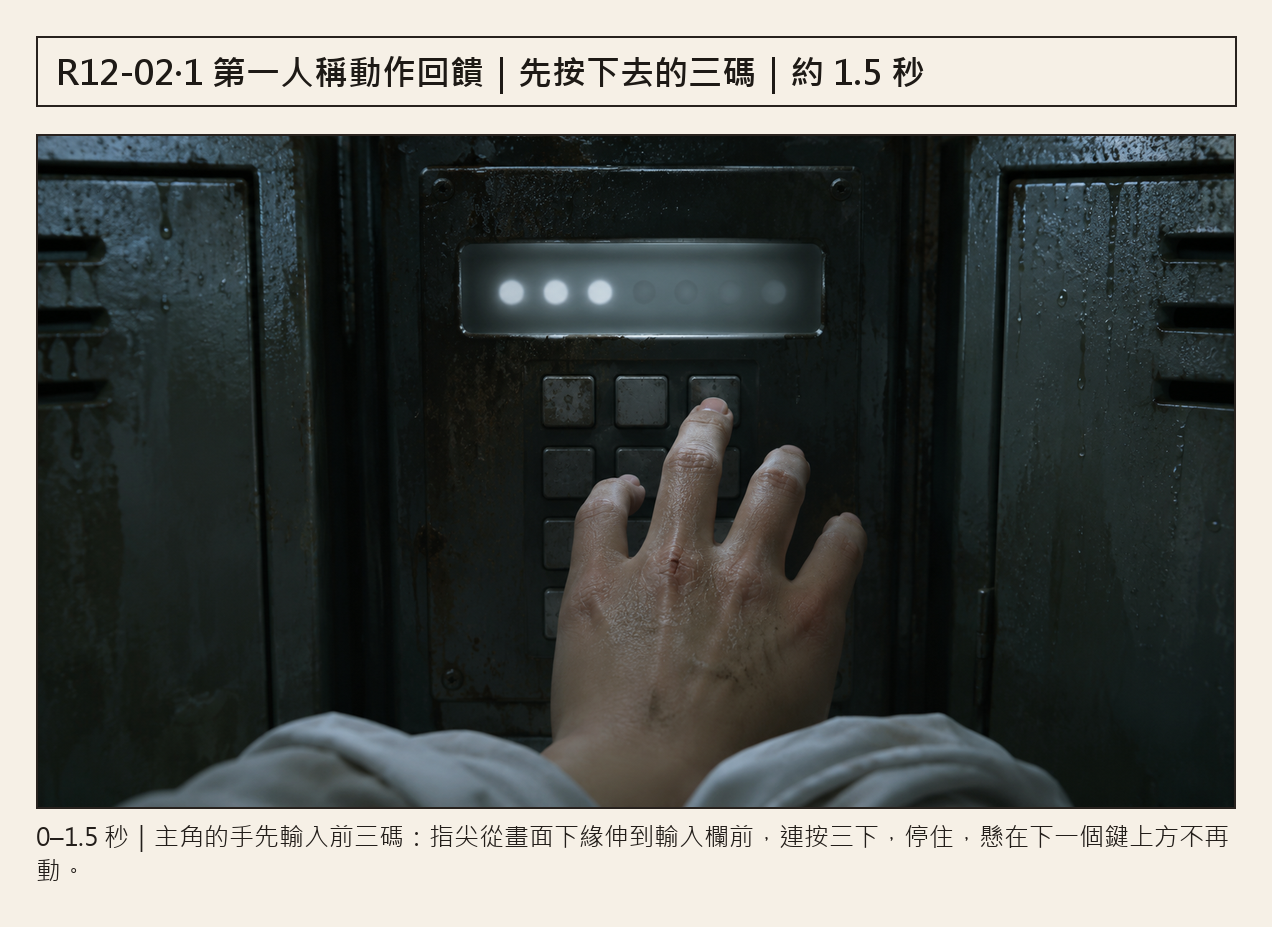 R12-02·1 第一人稱動作回饋｜先按下去的三碼｜約 1.5 秒
0–1.5 秒｜主角的手先輸入前三碼：指尖從畫面下緣伸到輸入欄前，連按三下，停住，懸在下一個鍵上方不再
動。